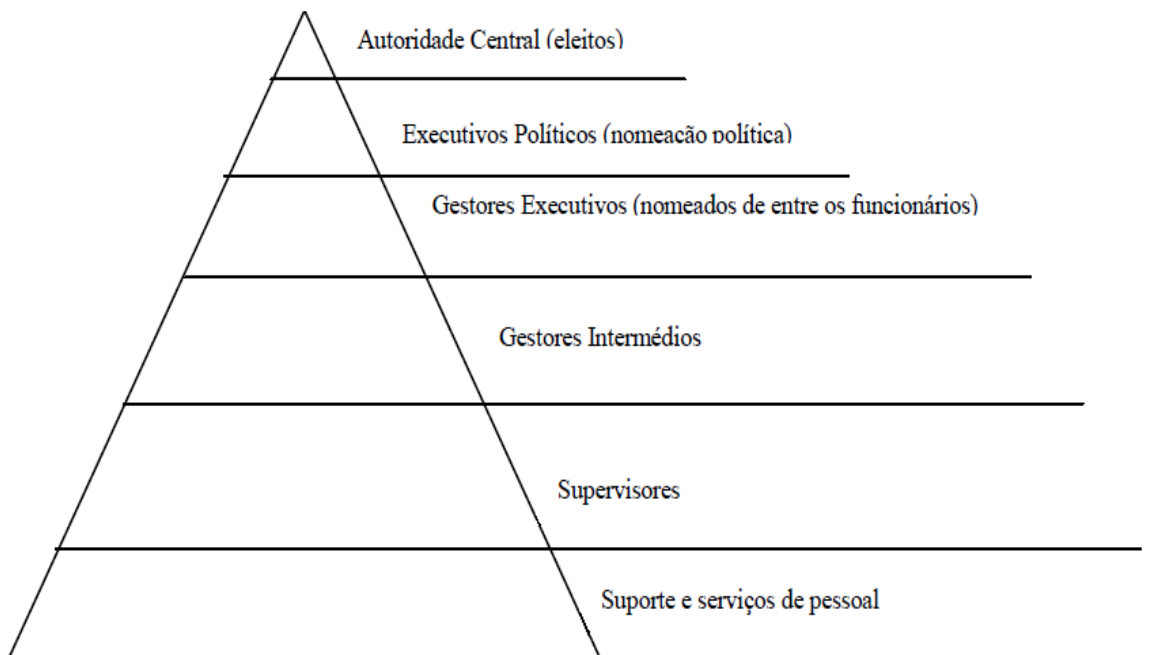 Autoridade Central (eleitos)
Executivos Políticos (nomeação política)
Gestores Executivos (nomeados de entre os funcionários)
Gestores Intermédios
Supervisores
Suporte e serviços de pessoal